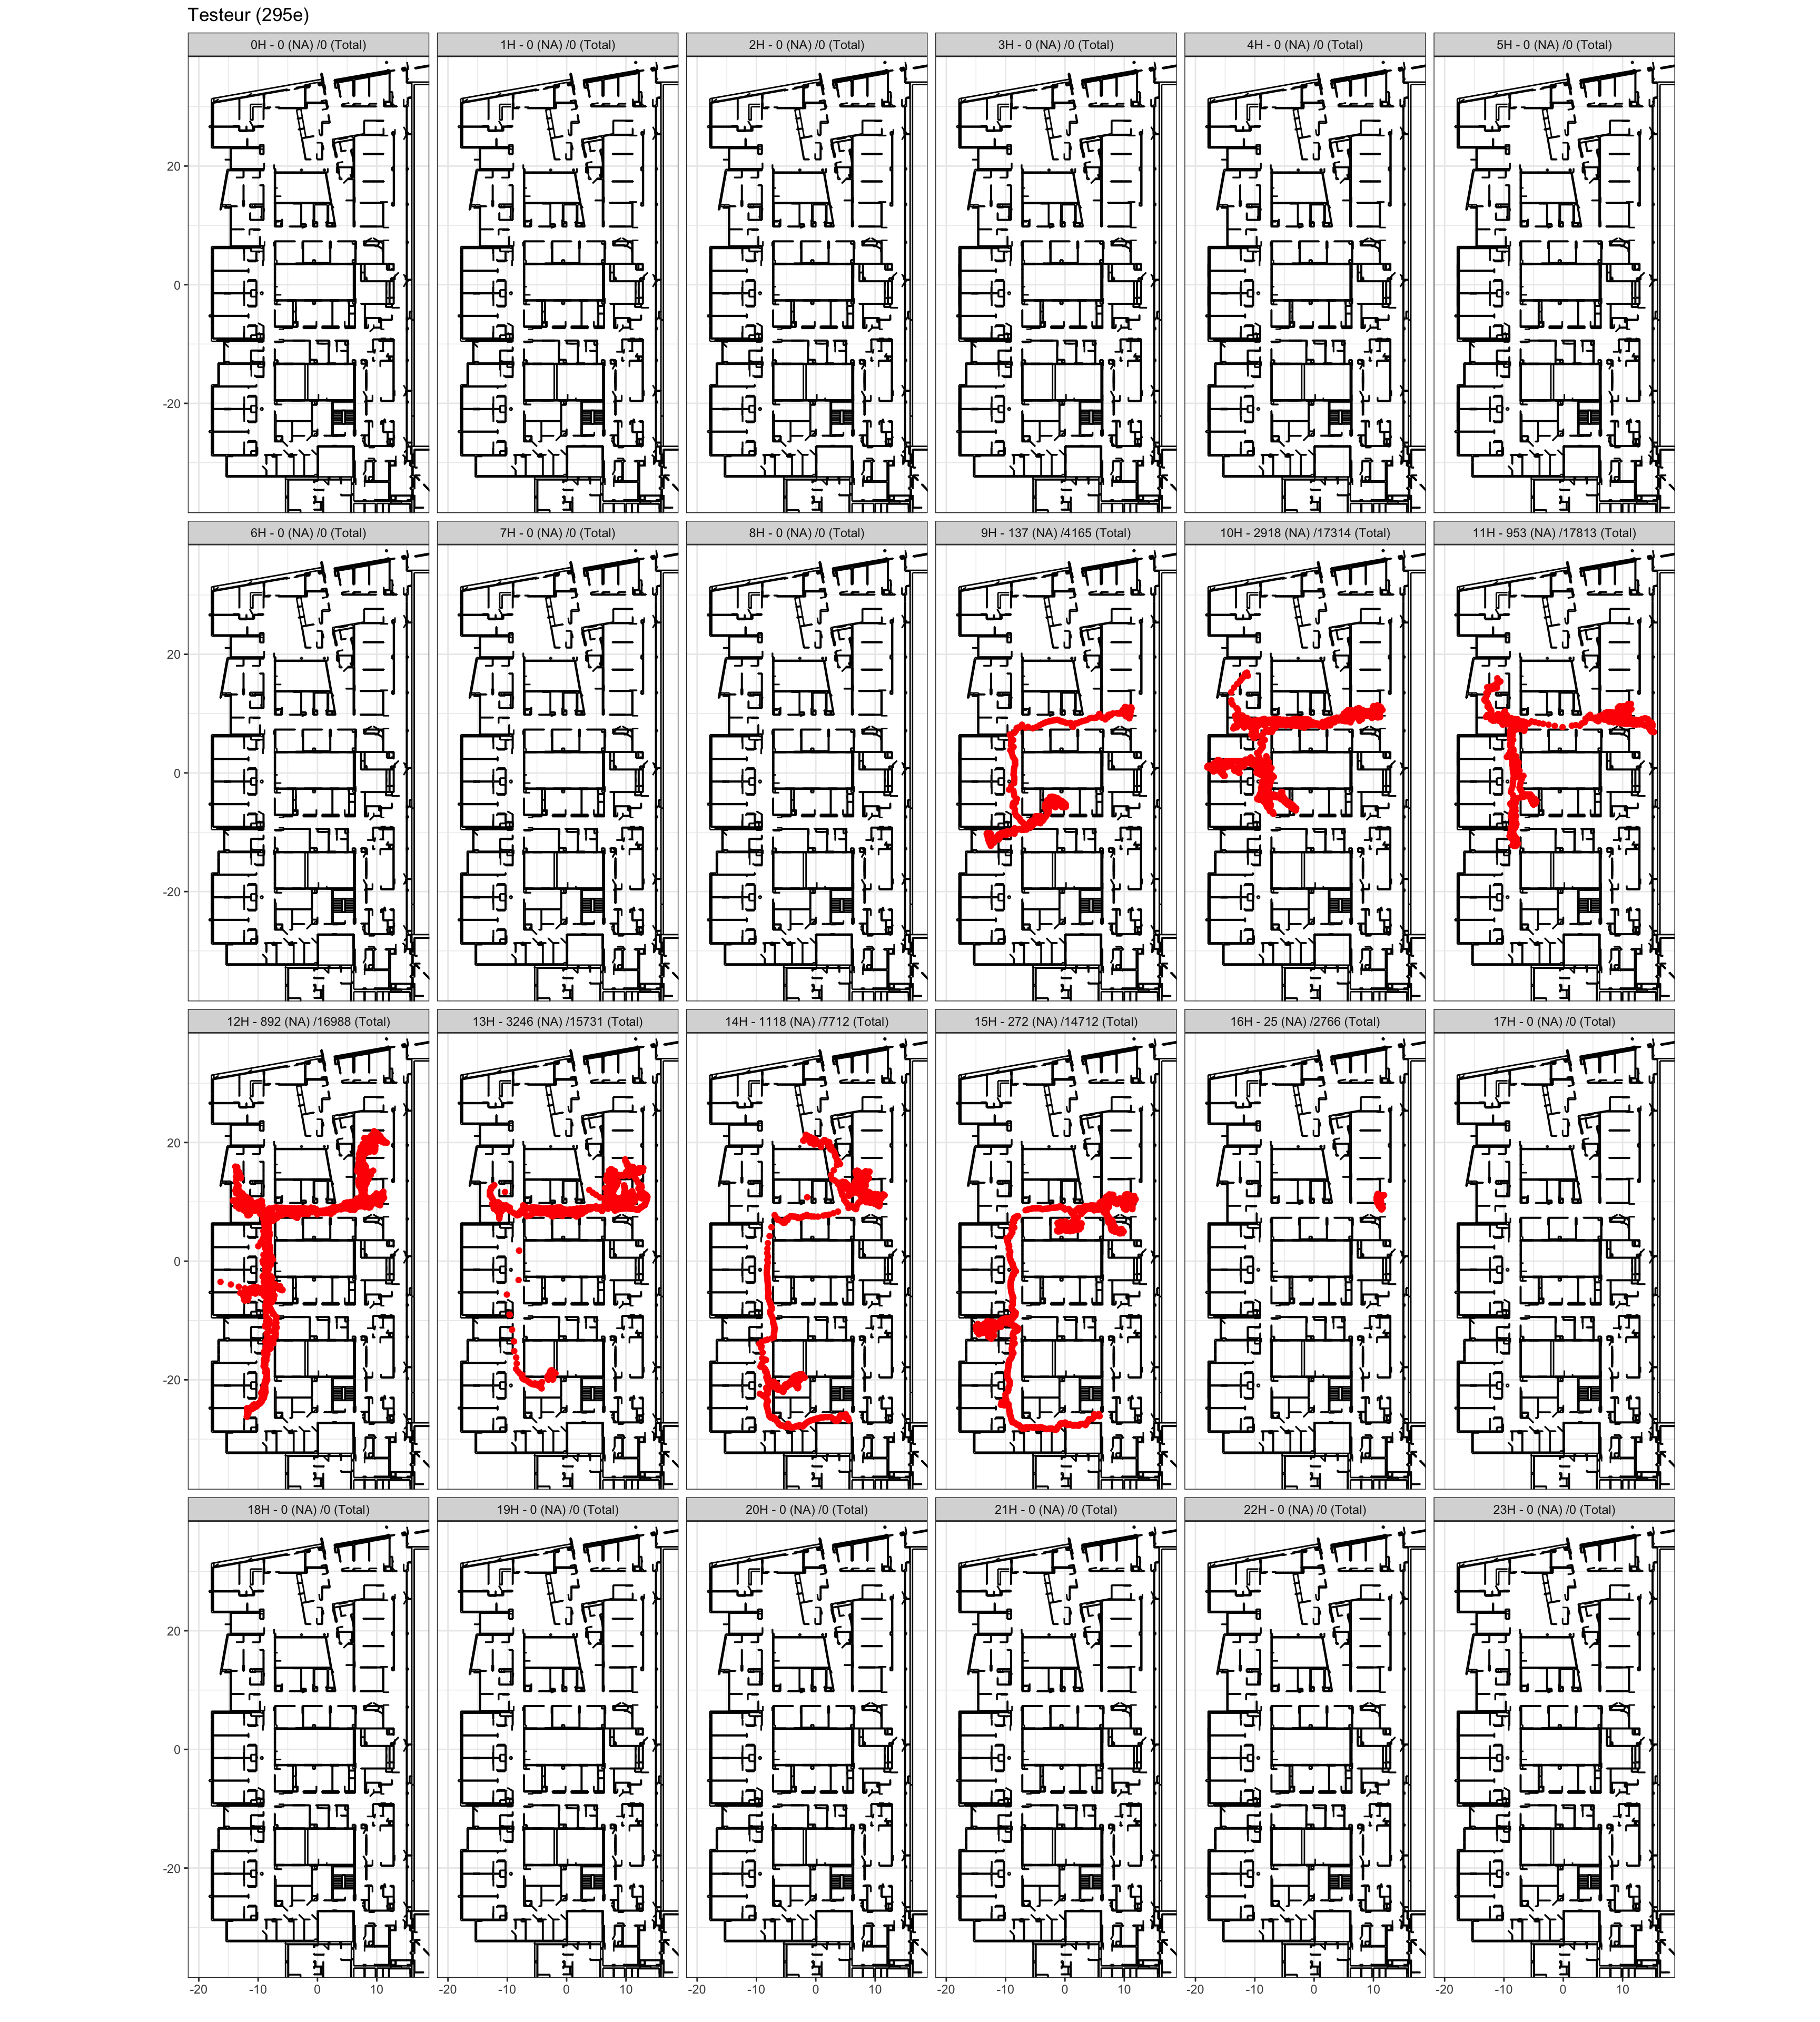 Testeur (295e)
0H - 0 (NA) /0 (Total)
1H - 0 (NA) /0 (Total)
2H - 0 (NA) /0 (Total)
3H - 0 (NA) /0 (Total)
4H - 0 (NA) /0 (Total)
5H - 0 (NA) /0 (Total)
20
0
-20
6H - 0 (NA) /0 (Total)
7H - 0 (NA) /0 (Total)
8H - 0 (NA) /0 (Total)
9H - 137 (NA) /4165 (Total)
10H - 2918 (NA) /17314 (Total)
11H - 953 (NA) /17813 (Total)
20
0
-20
12H - 892 (NA) /16988 (Total)
13H - 3246 (NA) /15731 (Total)
14H - 1118 (NA) /7712 (Total)
15H - 272 (NA) /14712 (Total)
16H - 25 (NA) /2766 (Total)
17H - 0 (NA) /0 (Total)
20
0
-20
18H - 0 (NA) /0 (Total)
19H - 0 (NA) /0 (Total)
20H - 0 (NA) /0 (Total)
21H - 0 (NA) /0 (Total)
22H - 0 (NA) /0 (Total)
23H - 0 (NA) /0 (Total)
20
0
-20
-20 -10 0 10
-20 -10 0 10
-20 -10 0 10
-20 -10 0 10
-20 -10 0 10
-20 -10 0 10